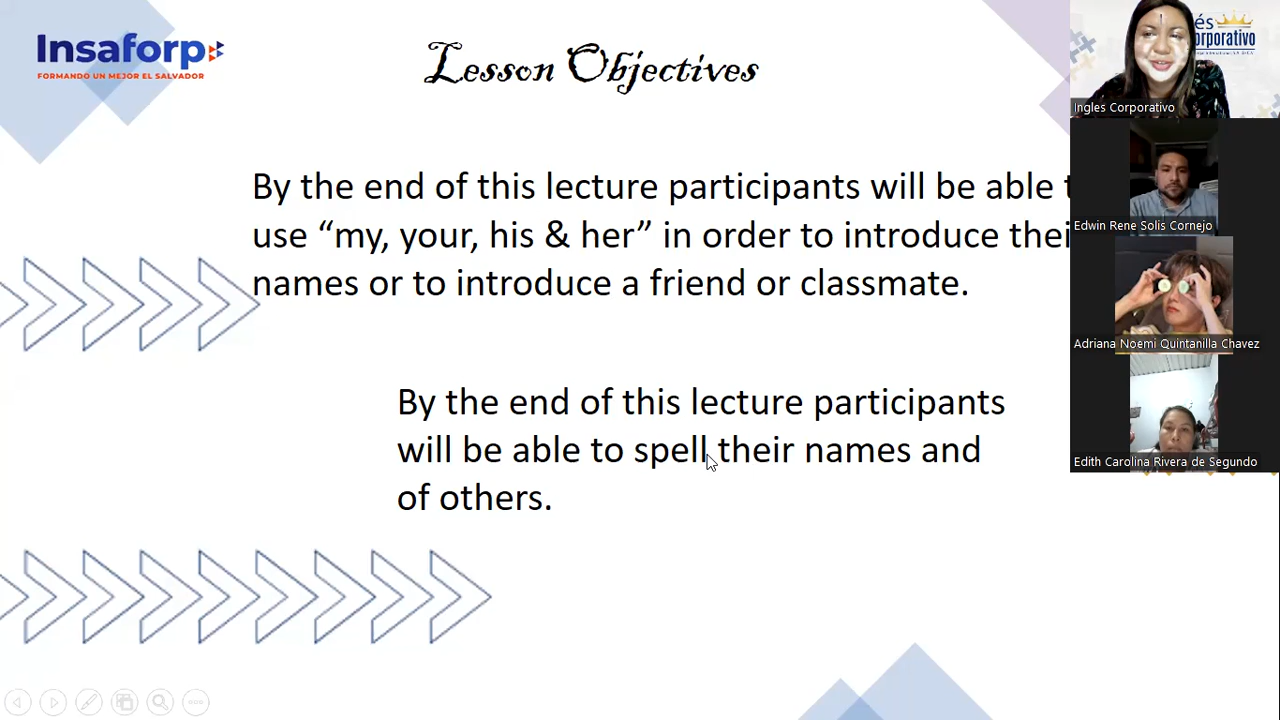 Insaforp
FORMANDO UN MEJOR EL SALVADOR
Lesson Objectives
By the end of this lecture participants will be able
use “my, your, his & her” in order to introduce thei
names or to introduce a friend or classmate.
By the end of this lecture participants
will be able to spell their names and
of others.
és
orporativo
Ingles Corporativo
Edwin Rene Solis Cornejo
Adriana Noemi Quintanilla Chavez
Edith Carolina Rivera de Segundo